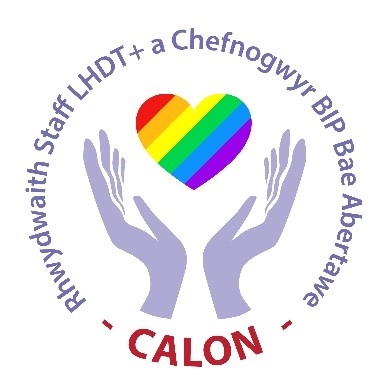 Rhwydwaith Staff LHDT+ a Chefnogwyr BIP Bae Abertawe
- CALON -